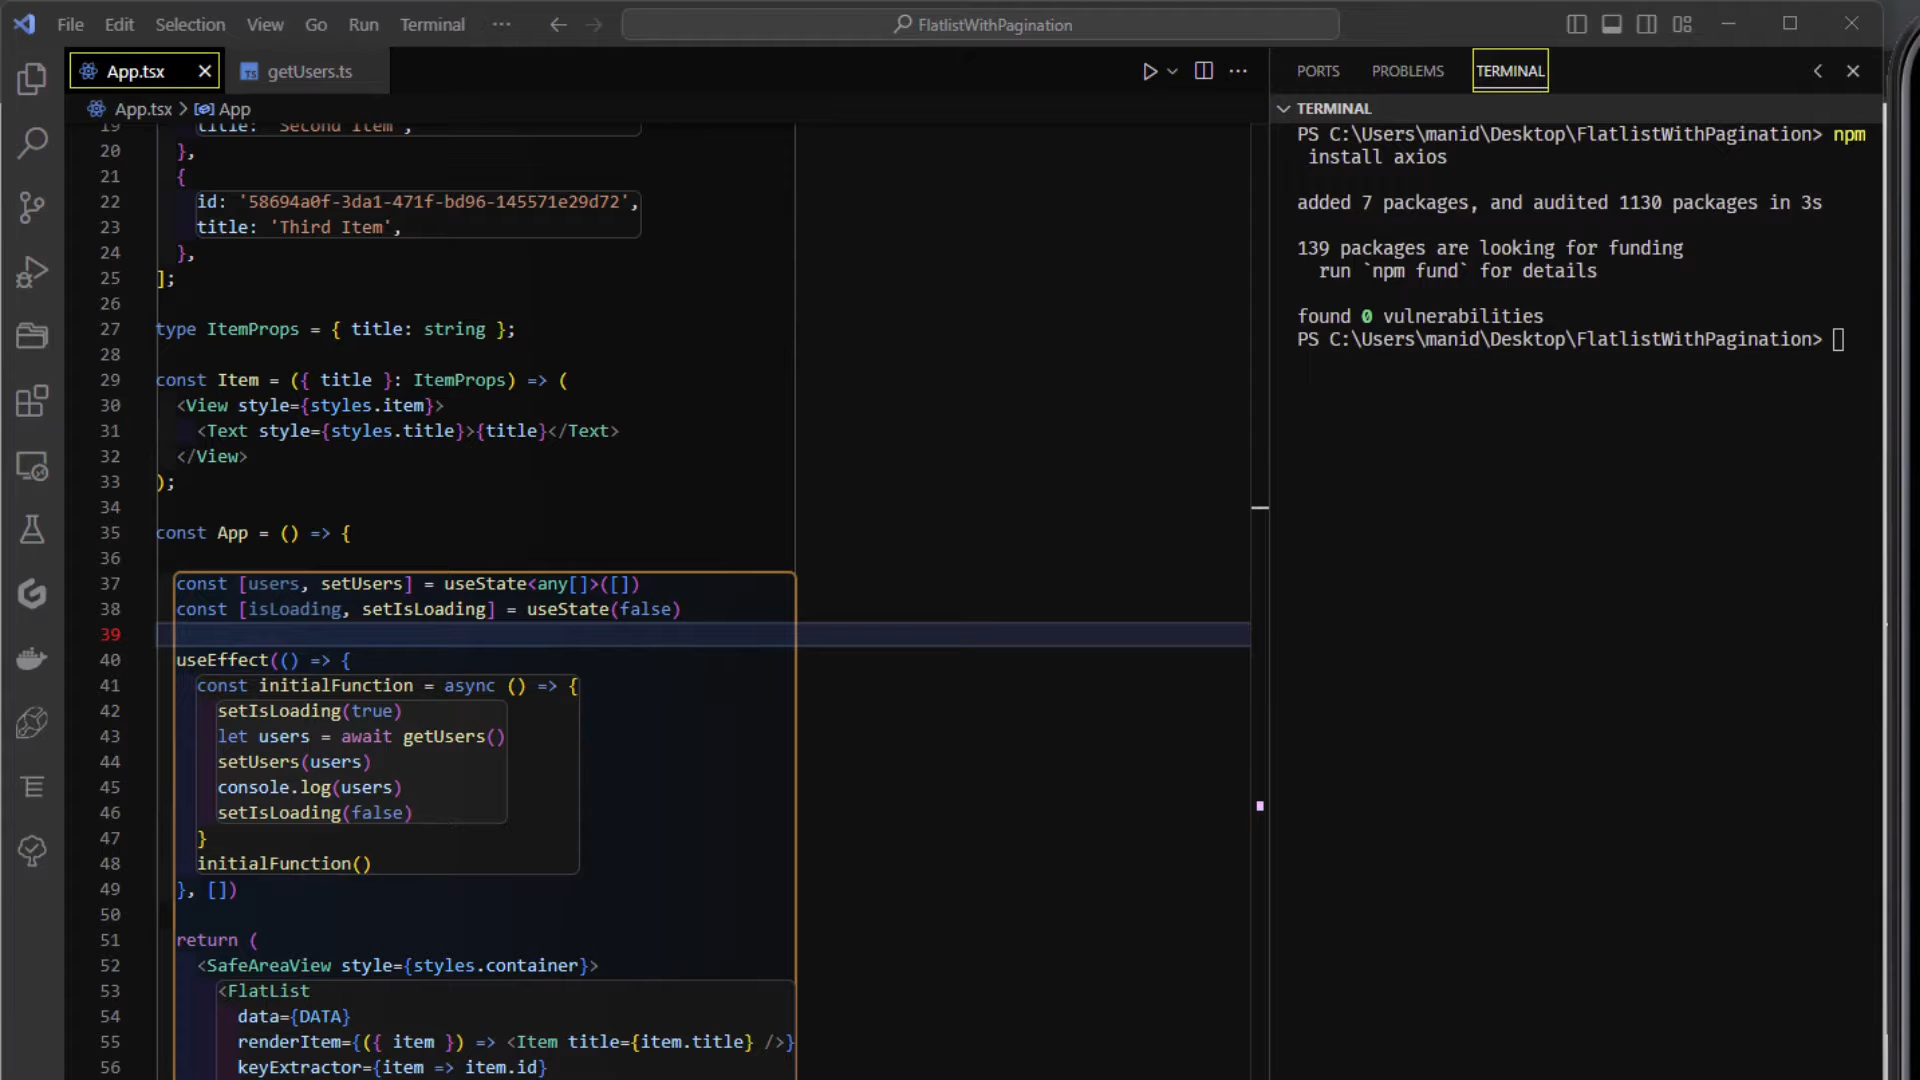 File Edit Selection View Go Run Terminal ··· FlatlistWithPagination
App.tsx getUsers.ts
App.tsx > App
19 title: 'Second Item',
20 },
21 {
22 id: '58694a0f-3da1-471f-bd96-145571e29d72',
23 title: 'Third Item',
24 },
25 ];
26
27 type ItemProps = { title: string };
28
29 const Item = ({ title }: ItemProps) => (
30 <View style={styles.item}>
31 <Text style={styles.title}>{title}</Text>
32 </View>
33 );
34
35 const App = () => {
36
37 const [users, setUsers] = useState<any[]>([])
38 const [isLoading, setIsLoading] = useState(false)
39
40 useEffect(() => {
41 const initialFunction = async () => {
42 setIsLoading(true)
43 let users = await getUsers()
44 setUsers(users)
45 console.log(users)
46 setIsLoading(false)
47 }
48 initialFunction()
49 }, [])
50
51 return (
52 <SafeAreaView style={styles.container}>
53 <FlatList
54 data={DATA}
55 renderItem={({ item }) => <Item title={item.title} />}
56 keyExtractor={item => item.id}
PORTS PROBLEMS TERMINAL
TERMINAL
PS C:\Users\manid\Desktop\FlatlistWithPagination> npm
install axios
added 7 packages, and audited 1130 packages in 3s
139 packages are looking for funding
run `npm fund` for details
found 0 vulnerabilities
PS C:\Users\manid\Desktop\FlatlistWithPagination>